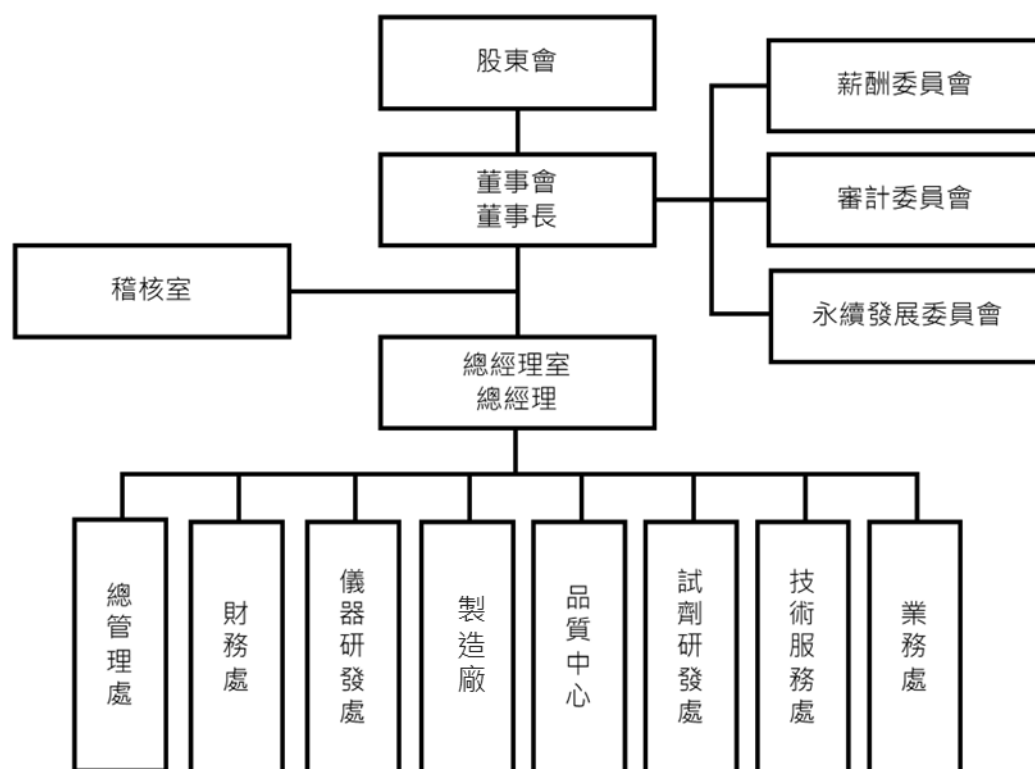 股東會
薪酬委員會
董事會
董事長
審計委員會
稽核室
永續發展委員會
總經理室
總經理
總管理處
財務處
儀器研發處
製造廠
品質中心
試劑研發處
技術服務處
業務處